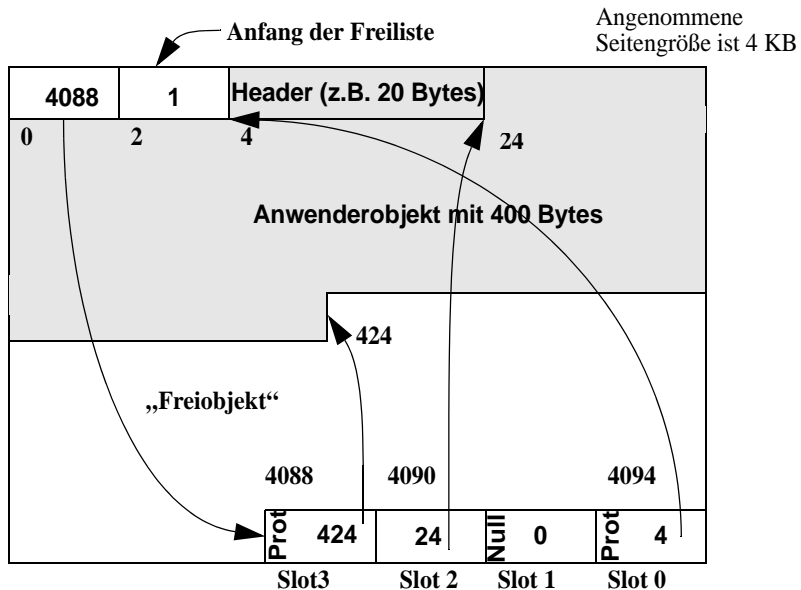 Anfang der Freiliste
Angenommene
Seitengröße ist 4 KB
4088 1 Header (z.B. 20 Bytes)
0 2 4 24
Anwenderobjekt mit 400 Bytes
424
„Freiobjekt“
4088 4090 4094
Prot 424 24 Null 0 Prot 4
Slot3 Slot 2 Slot 1 Slot 0